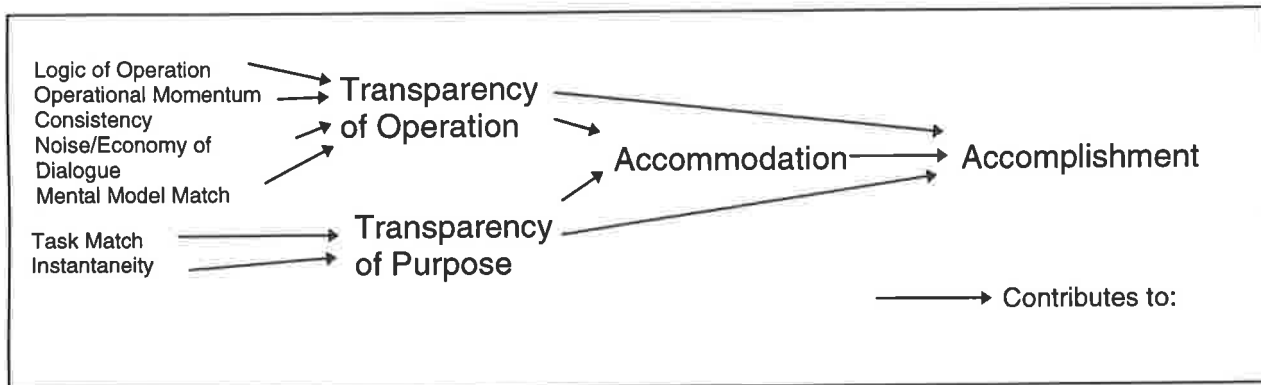 Logic of Operation
Operational Momentum
Consistency
Noise/Economy of
Dialogue
Mental Model Match
Task Match
Instantaneity
Transparency
of Operation
Transparency
of Purpose
Accommodation
Accomplishment
Contributes to: